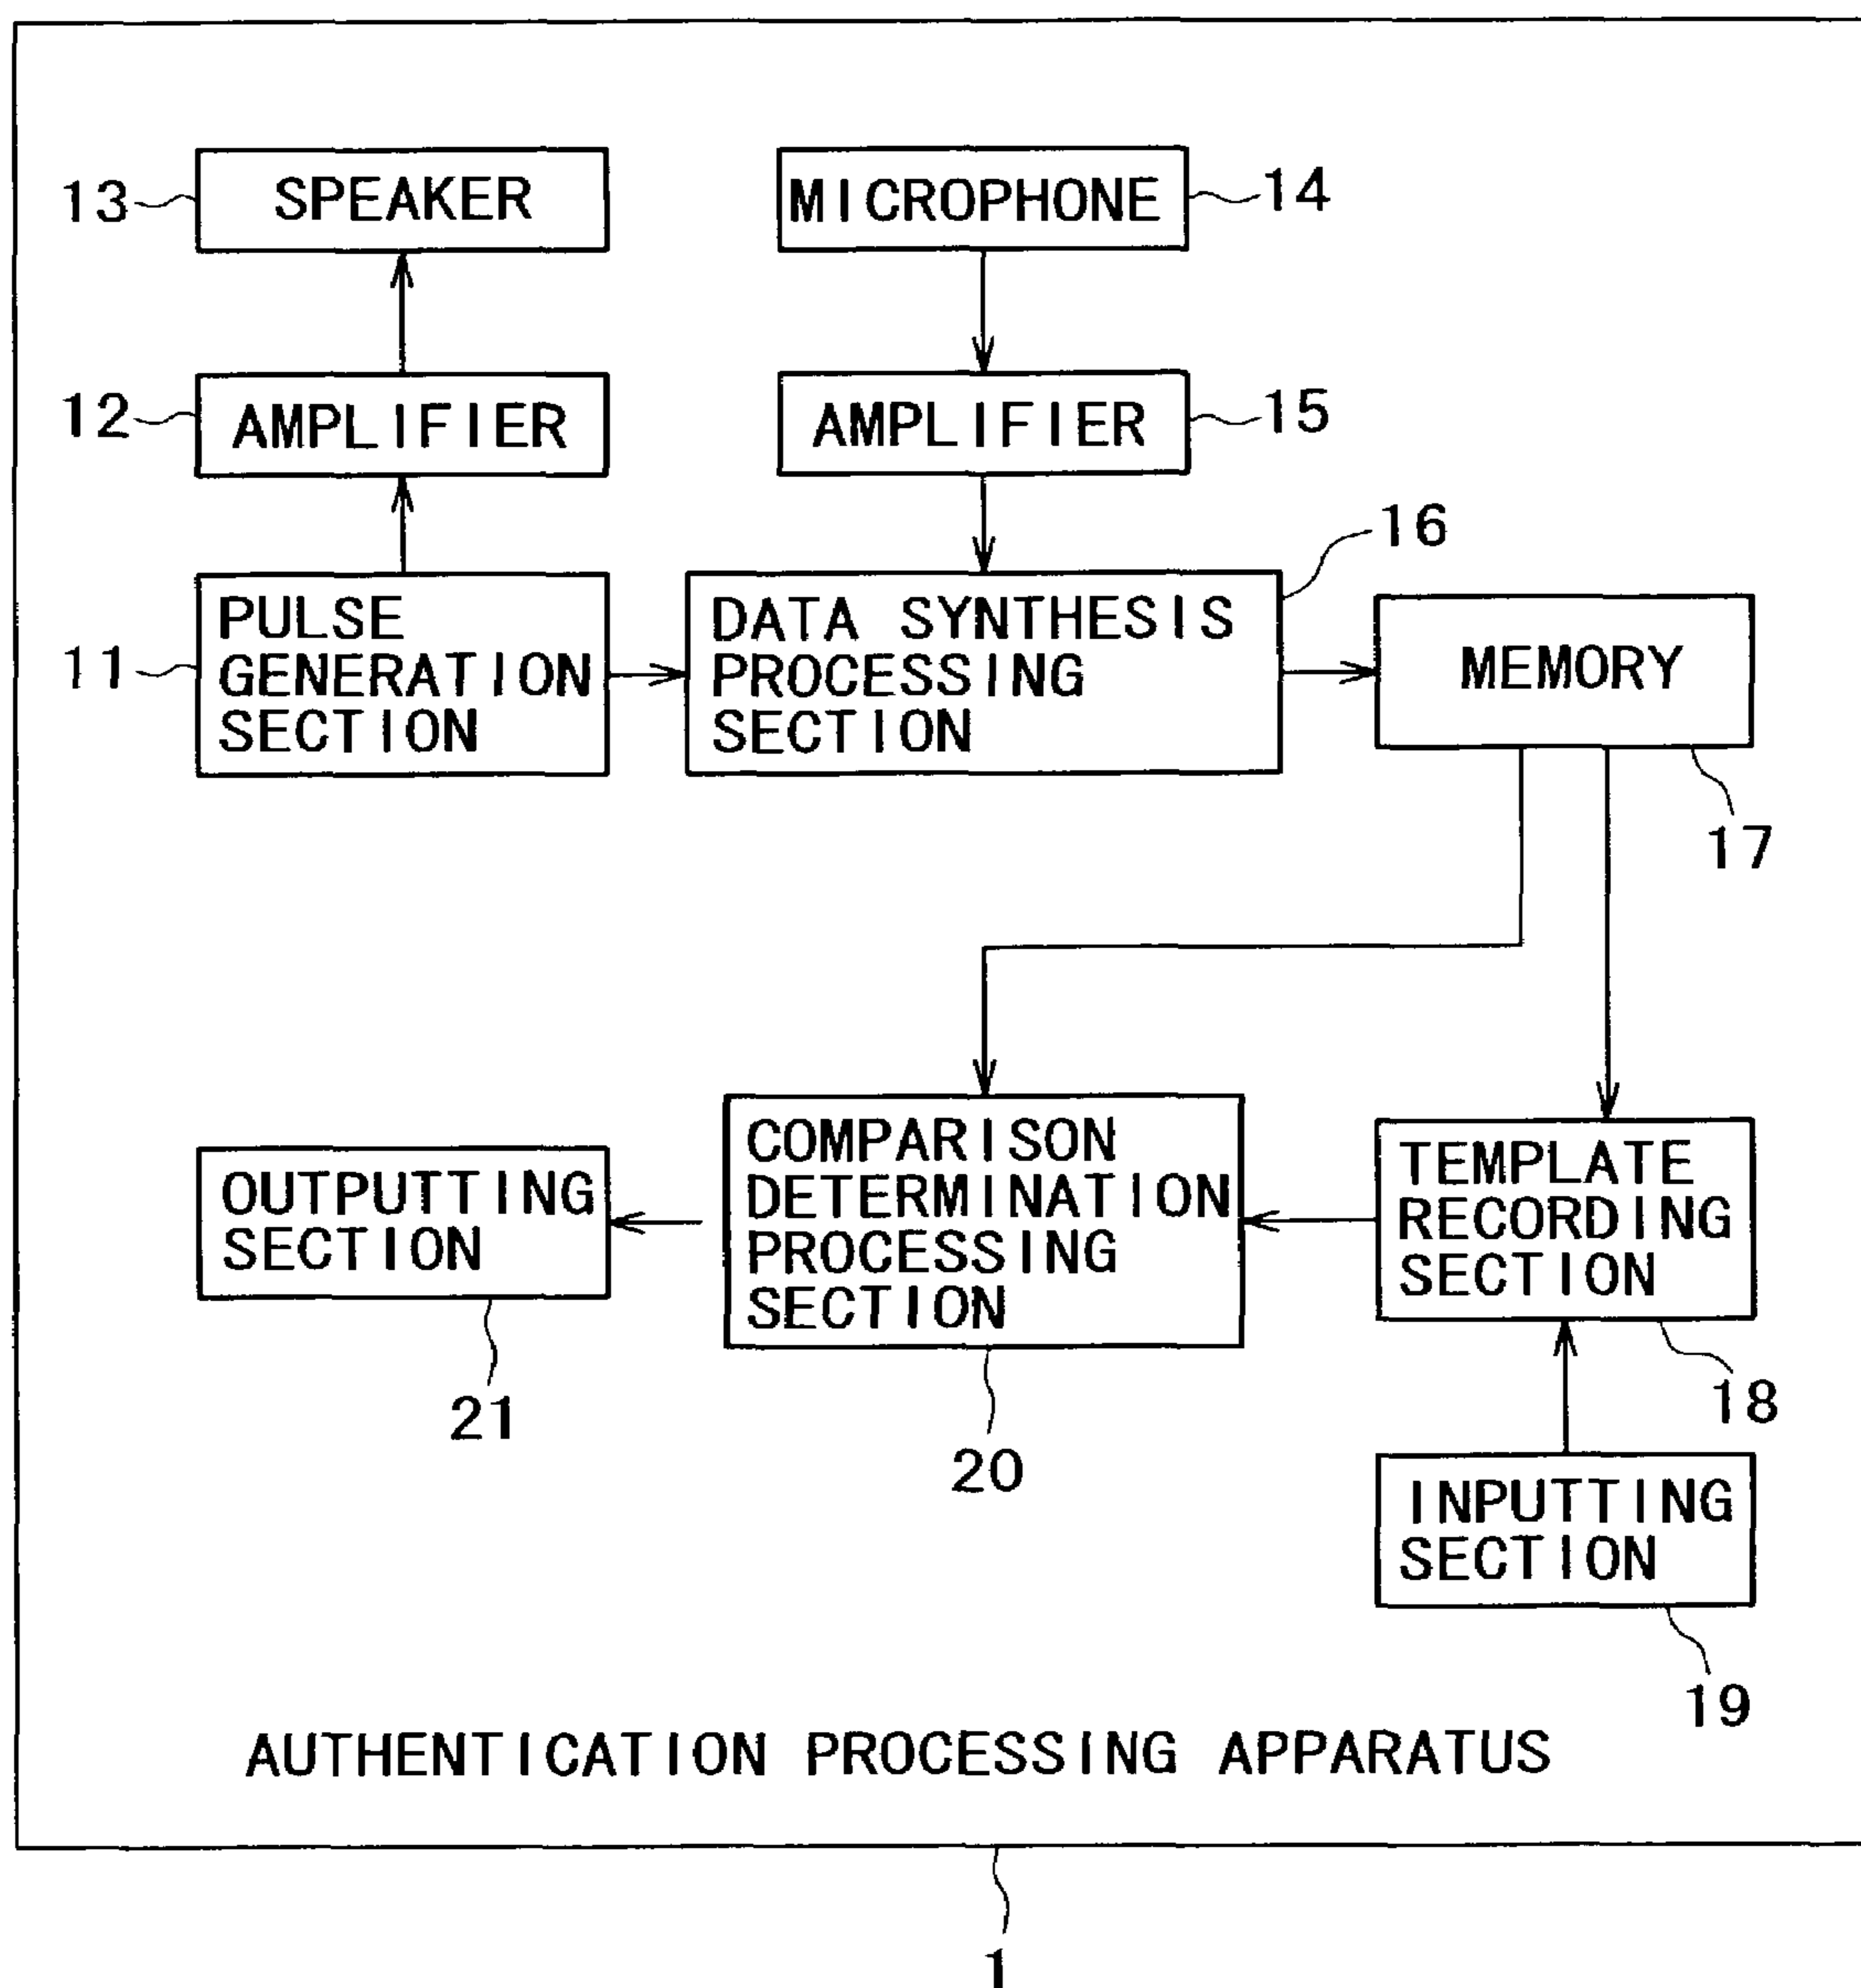 13
SPEAKER
MICROPHONE
14
12
AMPLIFIER
AMPLIFIER
15
16
11
PULSE
GENERATION
SECTION
DATA SYNTHESIS
PROCESSING
SECTION
MEMORY
17
OUTPUTTING
SECTION
21
COMPARISON
DETERMINATION
PROCESSING
SECTION
20
TEMPLATE
RECORDING
SECTION
18
INPUTTING
SECTION
19
AUTHENTICATION PROCESSING APPARATUS
1